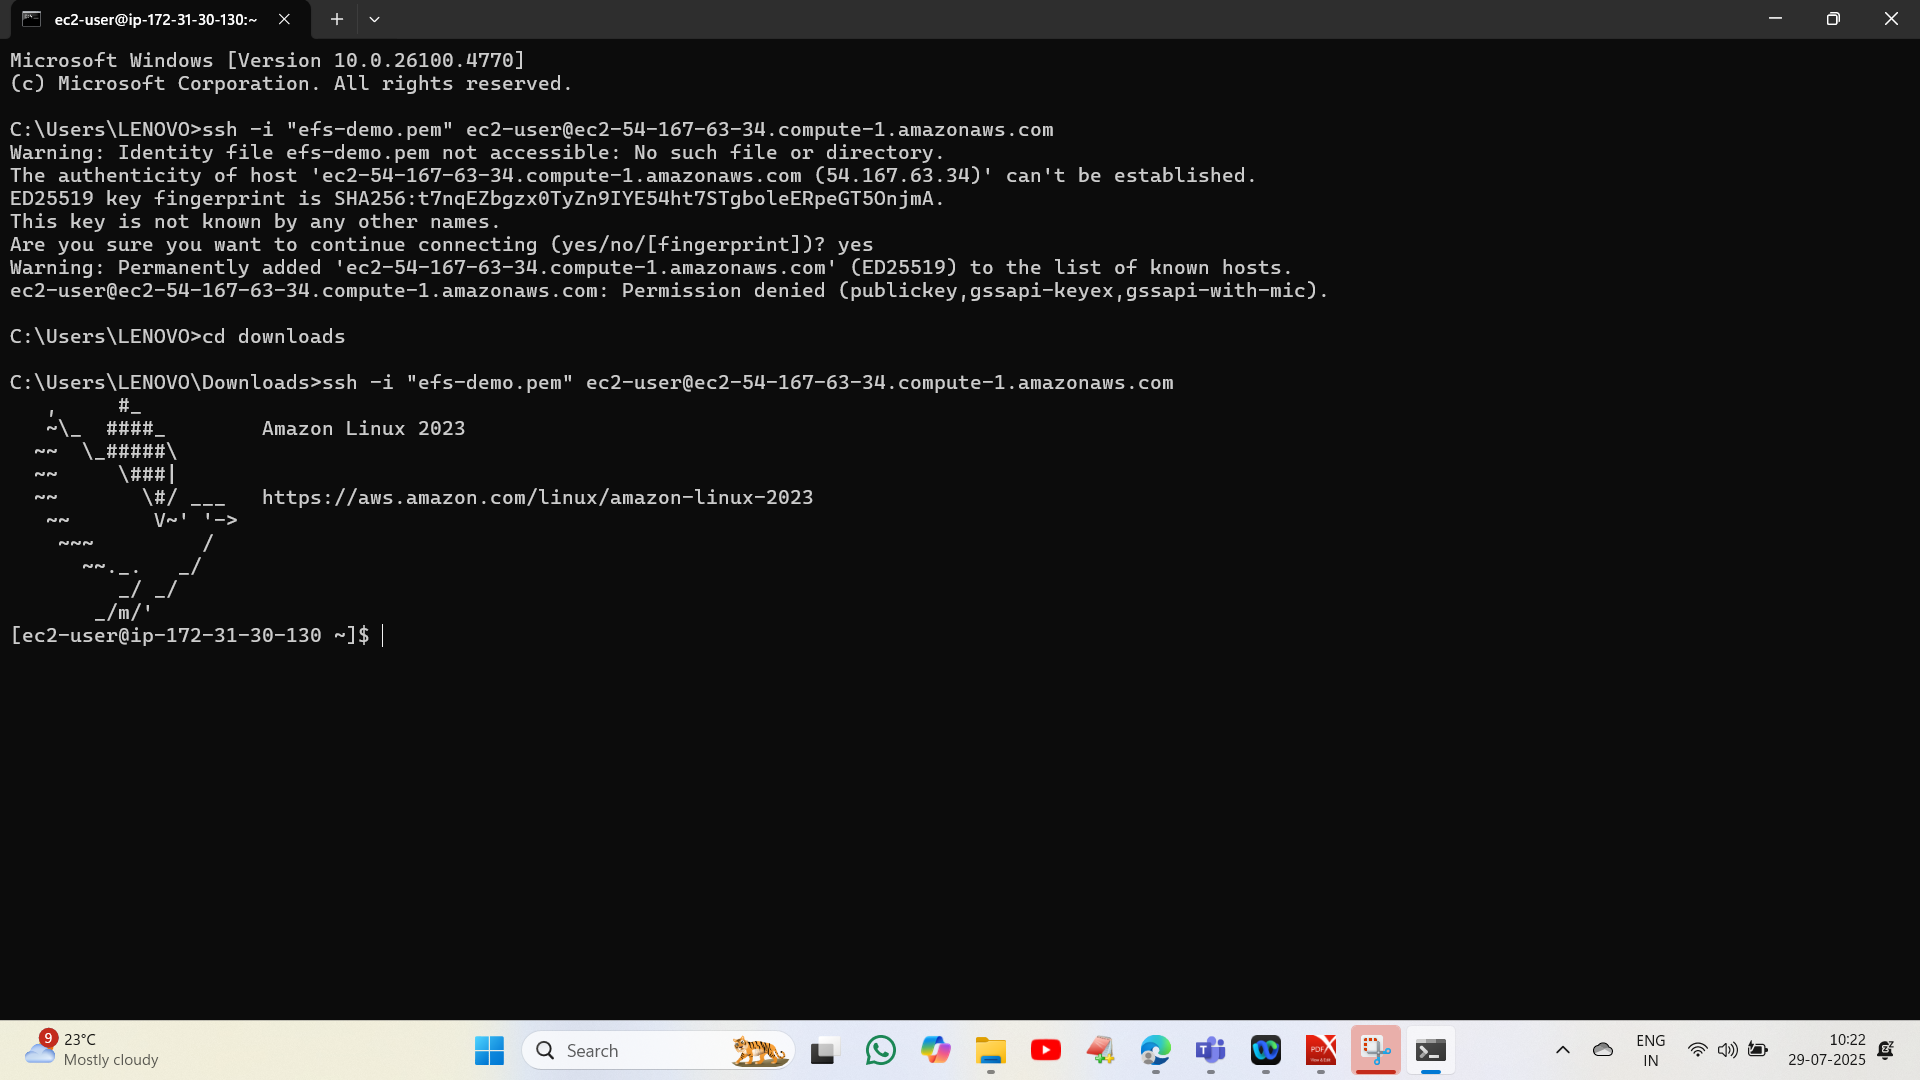 ec2-user@ip-172-31-30-130:~
Microsoft Windows [Version 10.0.26100.4770]
(c) Microsoft Corporation. All rights reserved.
C:\Users\LENOVO>ssh -i "efs-demo.pem" ec2-user@ec2-54-167-63-34.compute-1.amazonaws.com
Warning: Identity file efs-demo.pem not accessible: No such file or directory.
The authenticity of host 'ec2-54-167-63-34.compute-1.amazonaws.com (54.167.63.34)' can't be established.
ED25519 key fingerprint is SHA256:t7nqEZbgzx0TyZn9IYE54ht7STgboleERpeGT5OnjmA.
This key is not known by any other names.
Are you sure you want to continue connecting (yes/no/[fingerprint])? yes
Warning: Permanently added 'ec2-54-167-63-34.compute-1.amazonaws.com' (ED25519) to the list of known hosts.
ec2-user@ec2-54-167-63-34.compute-1.amazonaws.com: Permission denied (publickey,gssapi-keyex,gssapi-with-mic).
C:\Users\LENOVO>cd downloads
C:\Users\LENOVO\Downloads>ssh -i "efs-demo.pem" ec2-user@ec2-54-167-63-34.compute-1.amazonaws.com
   ,     #_
   ~\_  ####_        Amazon Linux 2023
  ~~  \_#####\
  ~~     \###|
  ~~       \#/ ___   https://aws.amazon.com/linux/amazon-linux-2023
   ~~       V~' '->
    ~~~         /
      ~~._.   _/
         _/ _/
       _/m/'
[ec2-user@ip-172-31-30-130 ~]$
9
23°C
Mostly cloudy
Search
PDF
ENG
IN
10:22
29-07-2025